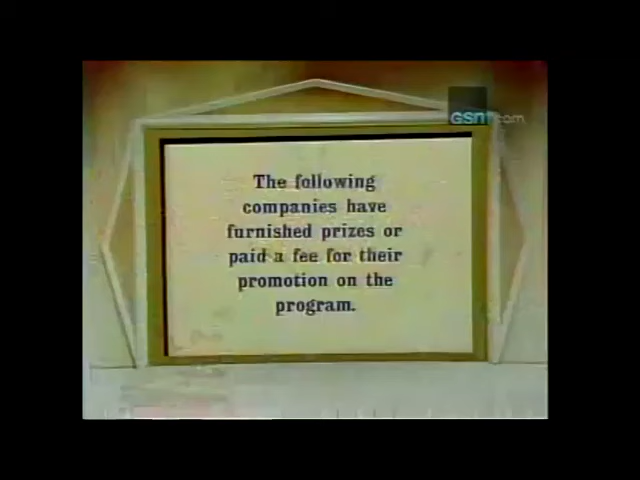 GSN.com
The following
companies have
furnished prizes or
paid a fee for their
promotion on the
program.